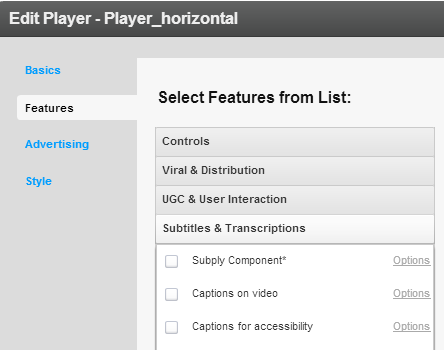 Edit Player - Player_horizontal
Basics
Features
Advertising
Style
Select Features from List:
Controls
Viral & Distribution
UGC & User Interaction
Subtitles & Transcriptions
Subply Component* Options
Captions on video Options
Captions for accessibility Options